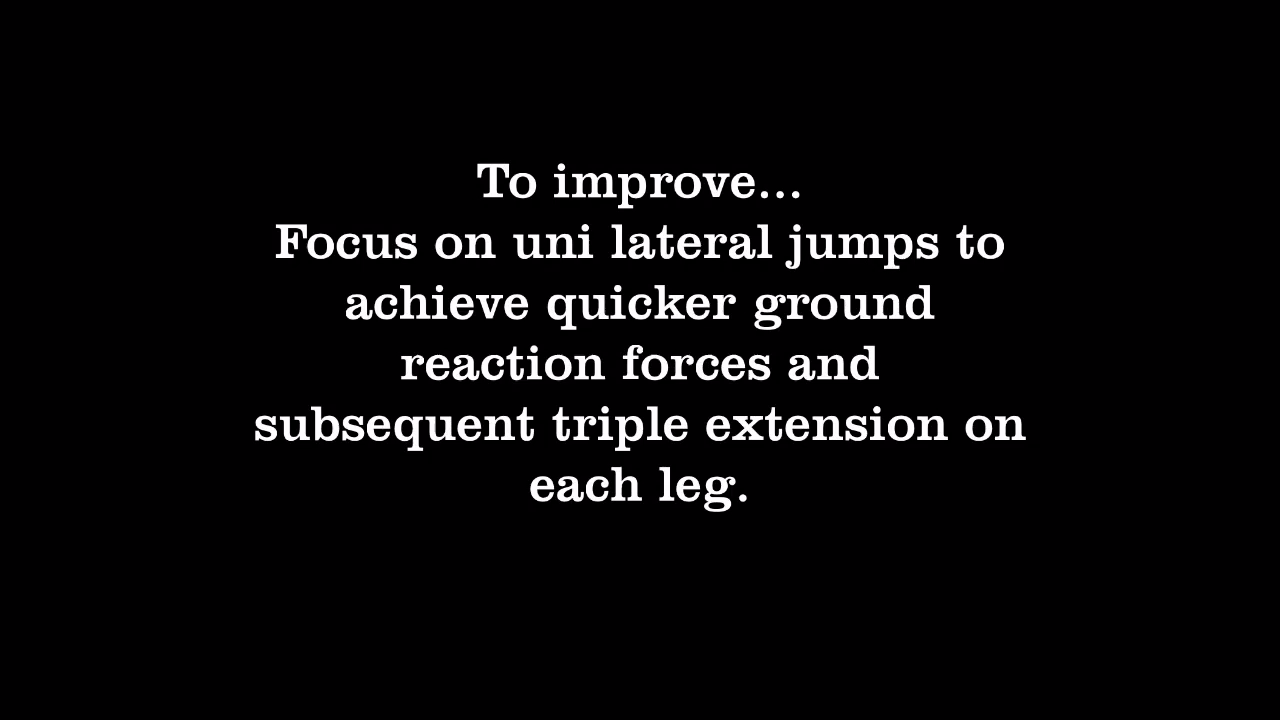 To improve...
Focus on uni lateral jumps to
achieve quicker ground
reaction forces and
subsequent triple extension on
each leg.